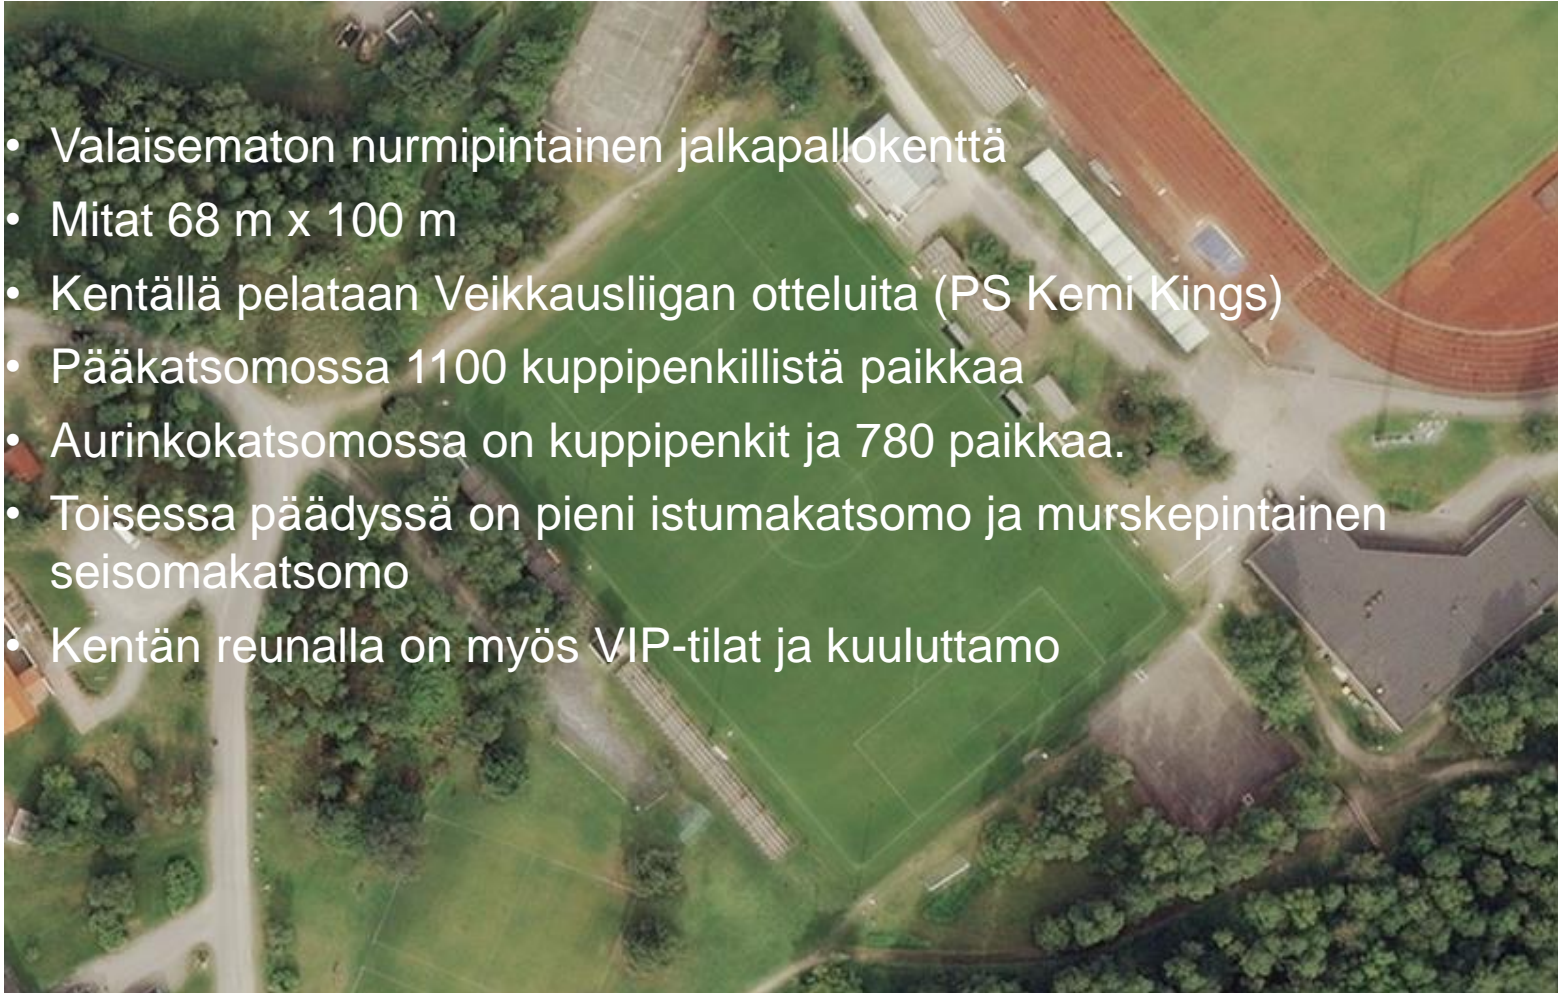 • Valaisematon nurmipintainen jalkapallokenttä
• Mitat 68 m x 100 m
• Kentällä pelataan Veikkausliigan otteluita (PS Kemi Kings)
• Pääkatsomossa 1100 kuppipenkillistä paikkaa
• Aurinkokatsomossa on kuppipenkit ja 780 paikkaa.
• Toisessa päädyssä on pieni istumakatsomo ja murskepintainen
seisomakatsomo
• Kentän reunalla on myös VIP-tilat ja kuuluttamo